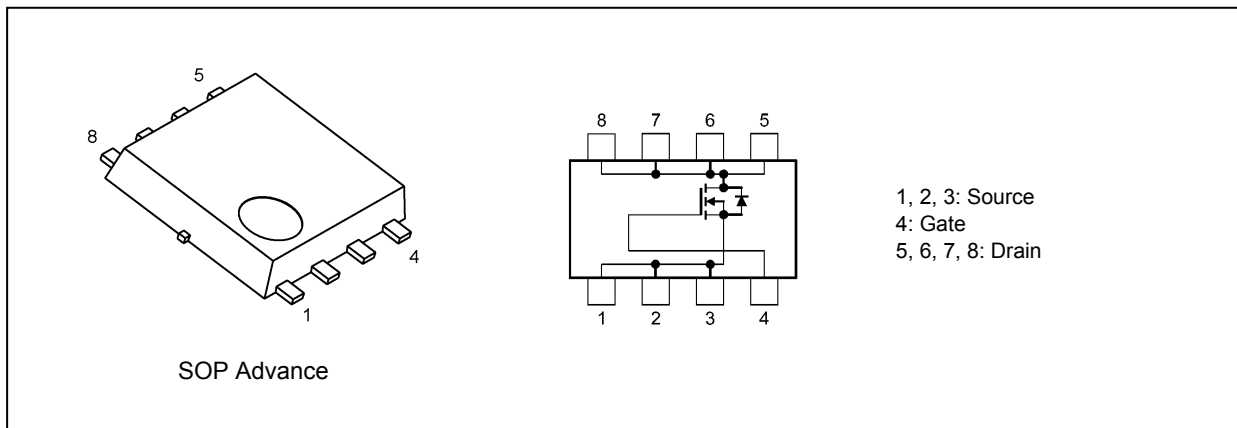 5
8
4
1
SOP Advance
8 7 6 5
1 2 3 4
1, 2, 3: Source
4: Gate
5, 6, 7, 8: Drain